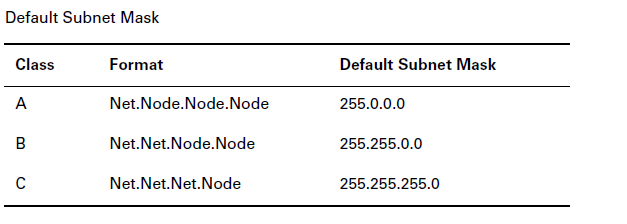 Default Subnet Mask
Class Format Default Subnet Mask
A Net.Node.Node.Node 255.0.0.0
B Net.Net.Node.Node 255.255.0.0
C Net.Net.Net.Node 255.255.255.0